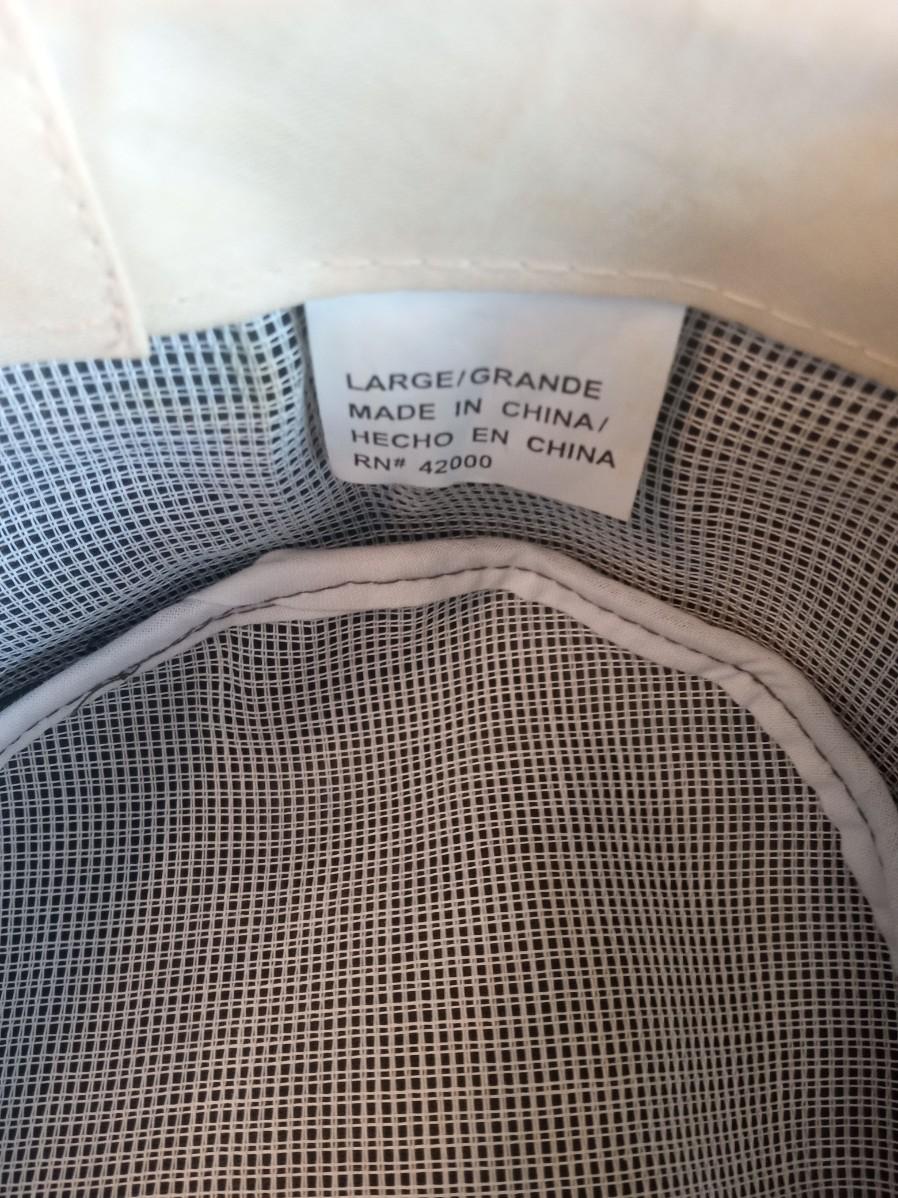 LARGE/GRANDE
MADE IN CHINA/
HECHO EN CHINA
RN# 42000